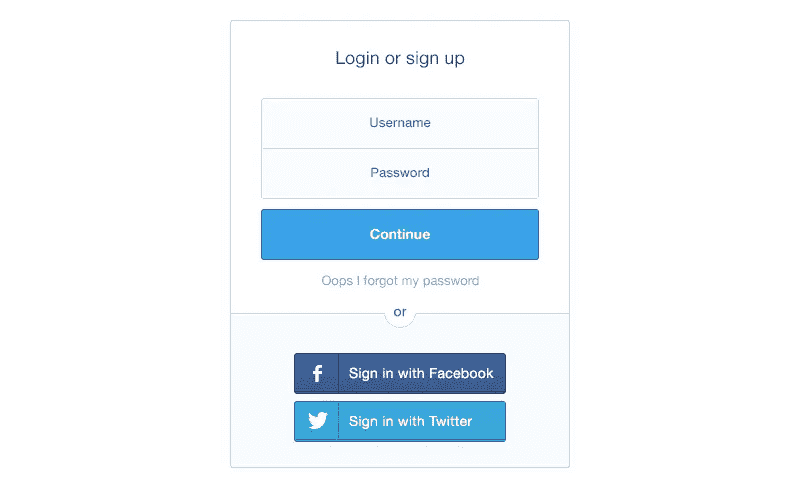 Login or sign up
Username
Password
Continue
Oops I forgot my password
or
Sign in with Facebook
Sign in with Twitter